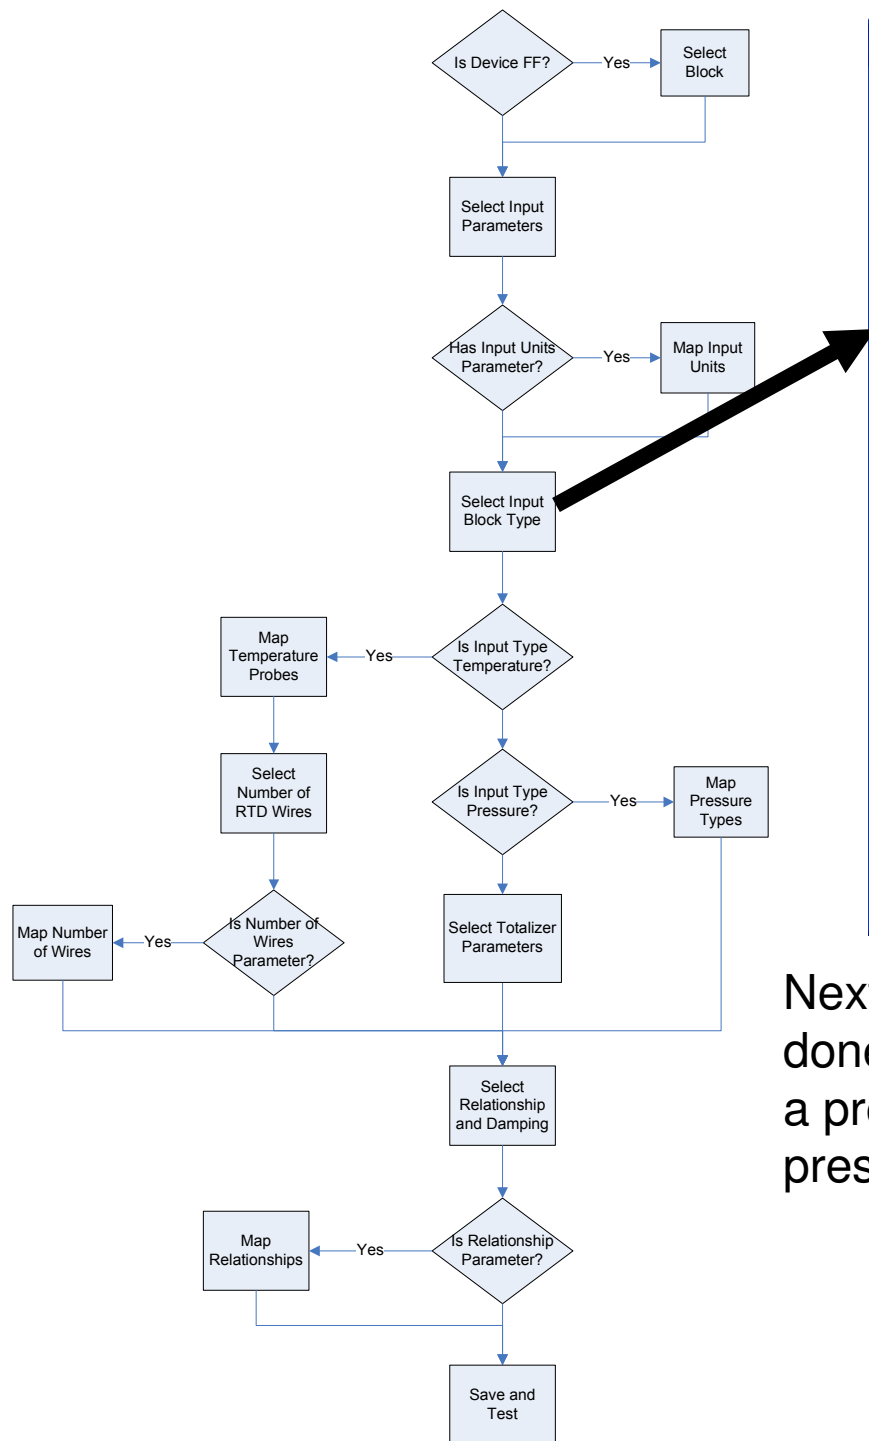 Is Device FF?
Yes
Select
Block
Select Input
Parameters
Has Input Units
Parameter?
Yes
Map Input
Units
Select Input
Block Type
Is Input Type
Temperature?
Yes
Map
Temperature
Probes
Select
Number of
RTD Wires
Is Input Type
Pressure?
Yes
Map
Pressure
Types
Is Number of
Wires
Parameter?
Yes
Map Number
of Wires
Select Totalizer
Parameters
Select
Relationship
and Damping
Is Relationship
Parameter?
Yes
Map
Relationships
Save and
Test
Next
done
a pr
pres